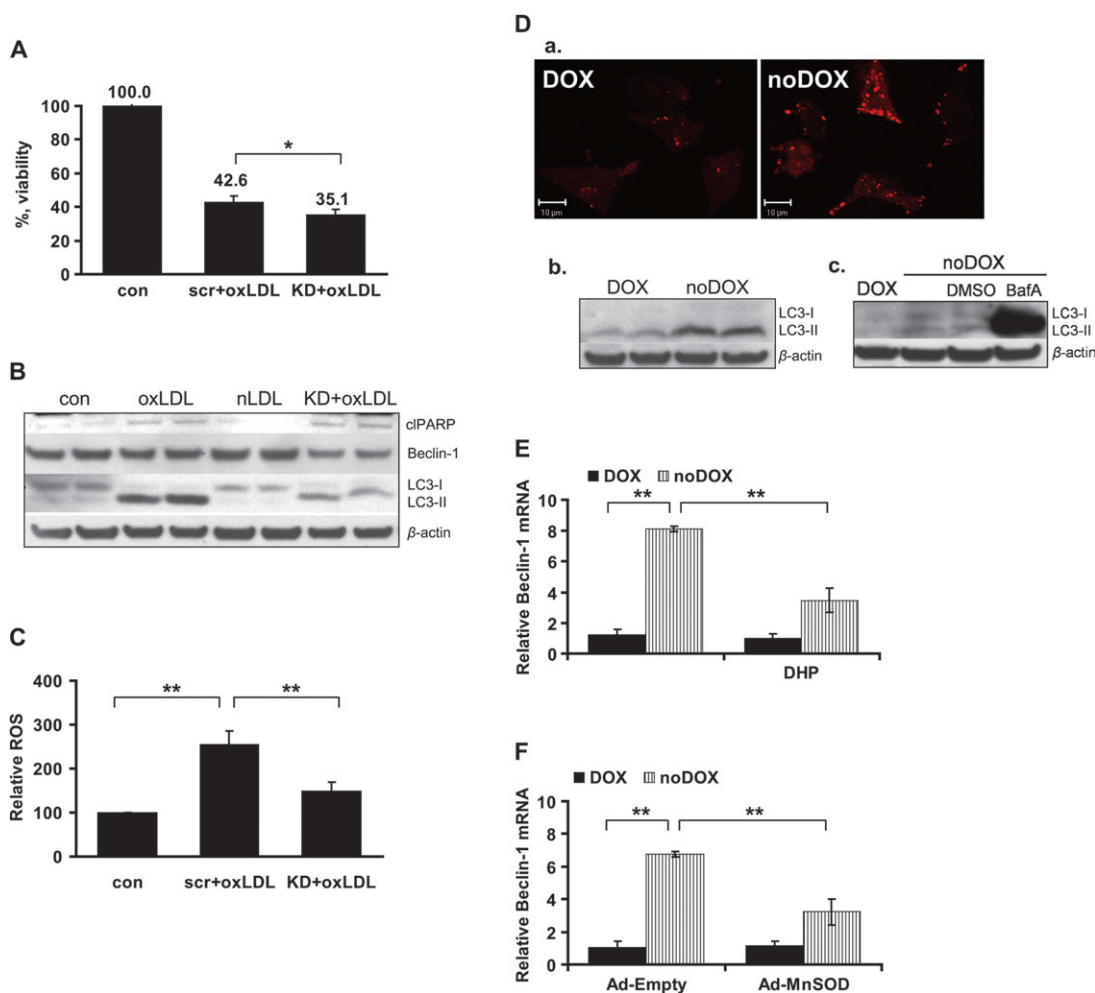 A
100.0
100
80
60
40
20
0
%, viability
42.6
*
35.1
con
scr+oxLDL
KD+oxLDL
B
con
oxLDL
nLDL
KD+oxLDL
clPARP
Beclin-1
LC3-I
LC3-II
β-actin
C
400
300
200
100
0
Relative ROS
**
**
con
scr+oxLDL
KD+oxLDL
D
a.
DOX
noDOX
10 µm
10 µm
b.
DOX
noDOX
LC3-I
LC3-II
β-actin
c.
noDOX
DOX
DMSO
BafA
LC3-I
LC3-II
β-actin
E
DOX
noDOX
10
8
6
4
2
0
Relative Beclin-1 mRNA
**
**
DHP
F
DOX
noDOX
10
8
6
4
2
0
Relative Beclin-1 mRNA
**
**
Ad-Empty
Ad-MnSOD